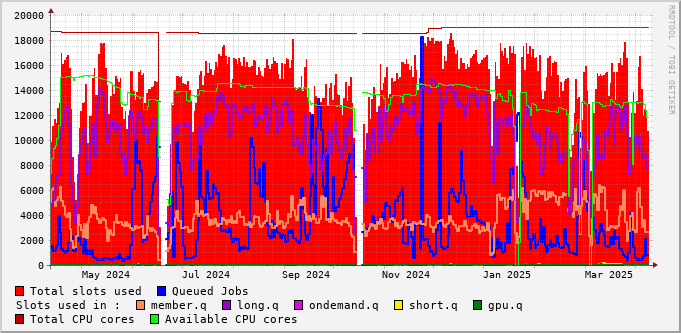 20000
18000
16000
14000
12000
10000
8000
6000
4000
2000
0
May 2024 Jul 2024 Sep 2024 Nov 2024 Jan 2025 Mar 2025
Total slots used Queued Jobs
Slots used in : member.q long.q ondemand.q short.q gpu.q
Total CPU cores Available CPU cores
RRDTOOL / TOBI OETIKER